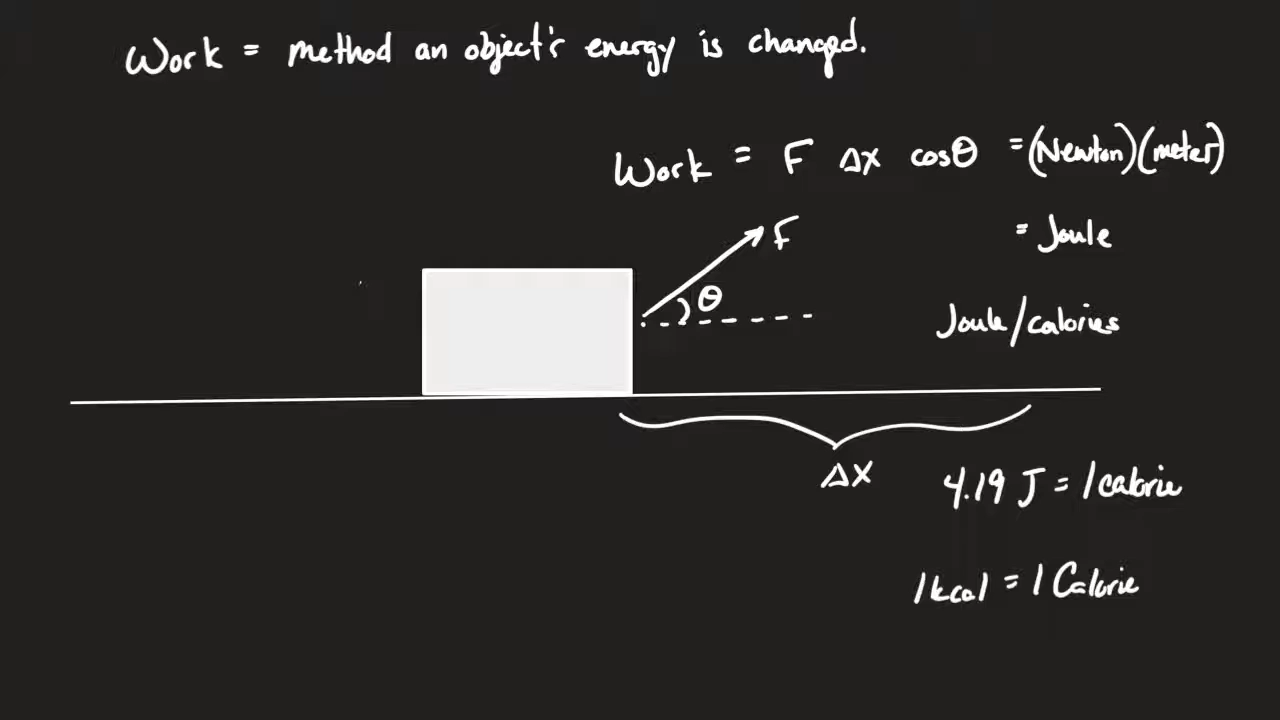 Work = method an object's energy is changed.
Work = F Δx cosθ = (Newton)(meter)
= Joule
F
θ
Joule/calories
Δx
4.19 J = 1 calorie
1 kcal = 1 Calorie